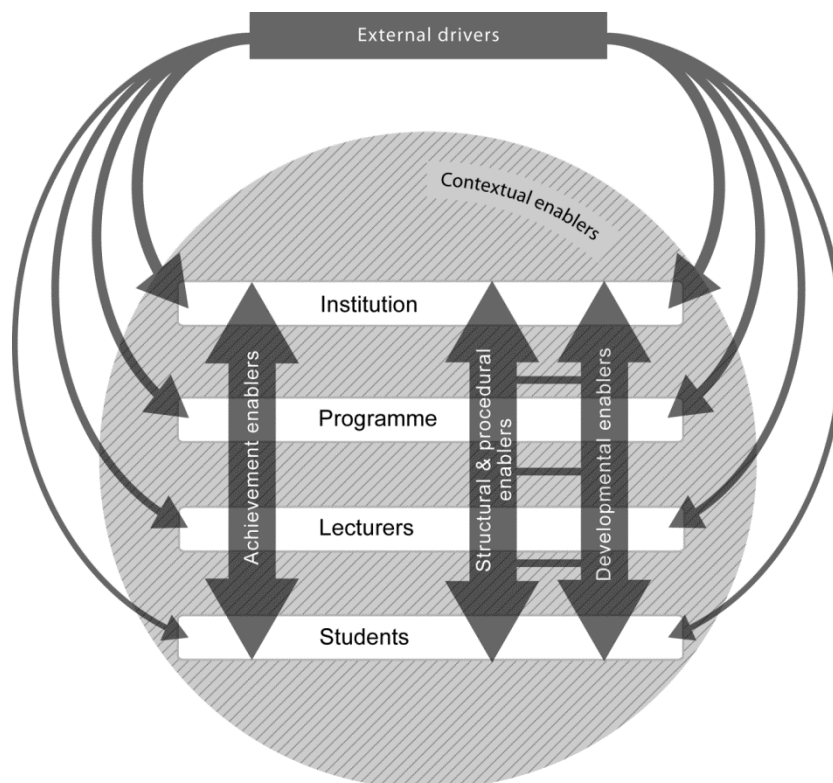 External drivers
Contextual enablers
Institution
Programme
Lecturers
Students
Achievement enablers
Structural & procedural
enablers
Developmental enablers